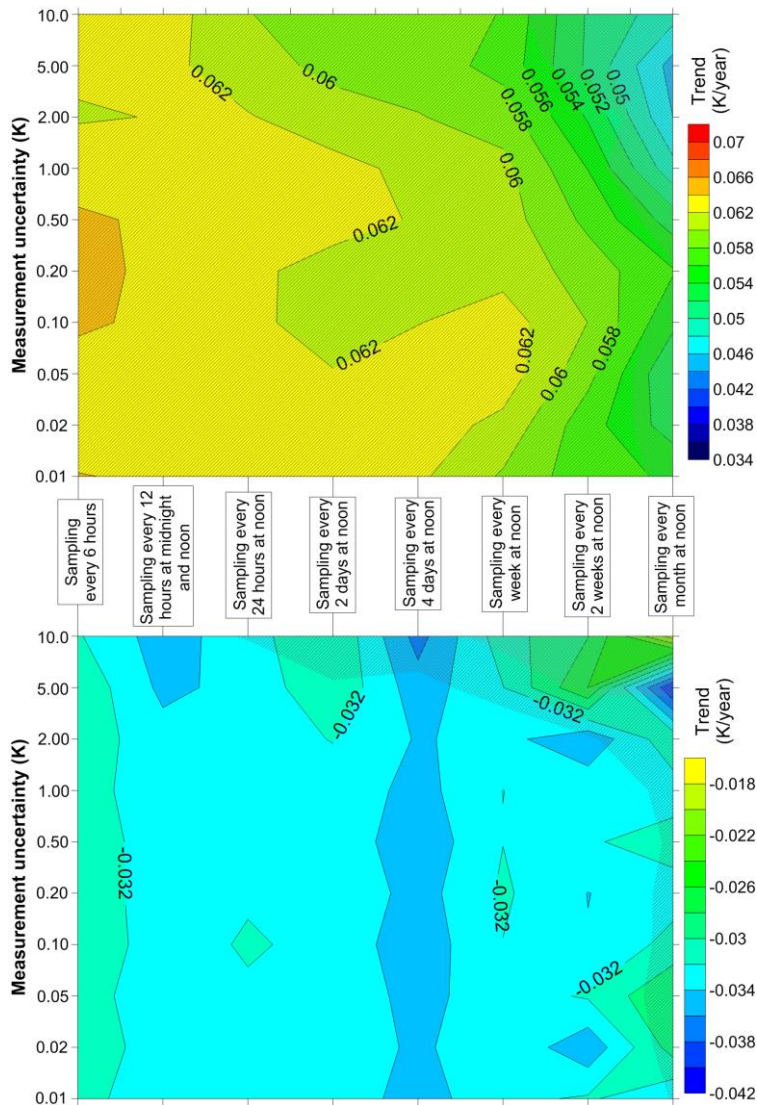 10.0
5.00
2.00
1.00
0.50
0.20
0.10
0.05
0.02
0.01
Measurement uncertainty (K)
0.062
0.06
0.058
0.056
0.054
0.052
0.05
0.06
0.062
0.062
0.062
0.06
0.058
Trend
(K/year)
0.07
0.066
0.062
0.058
0.054
0.05
0.046
0.042
0.038
0.034
Sampling
every 6 hours
Sampling every 12
hours at midnight
and noon
Sampling every
24 hours at noon
Sampling every
2 days at noon
Sampling every
4 days at noon
Sampling every
week at noon
Sampling every
2 weeks at noon
Sampling every
month at noon
10.0
5.00
2.00
1.00
0.50
0.20
0.10
0.05
0.02
0.01
Measurement uncertainty (K)
-0.032
-0.032
-0.032
-0.032
-0.032
Trend
(K/year)
-0.018
-0.022
-0.026
-0.03
-0.034
-0.038
-0.042